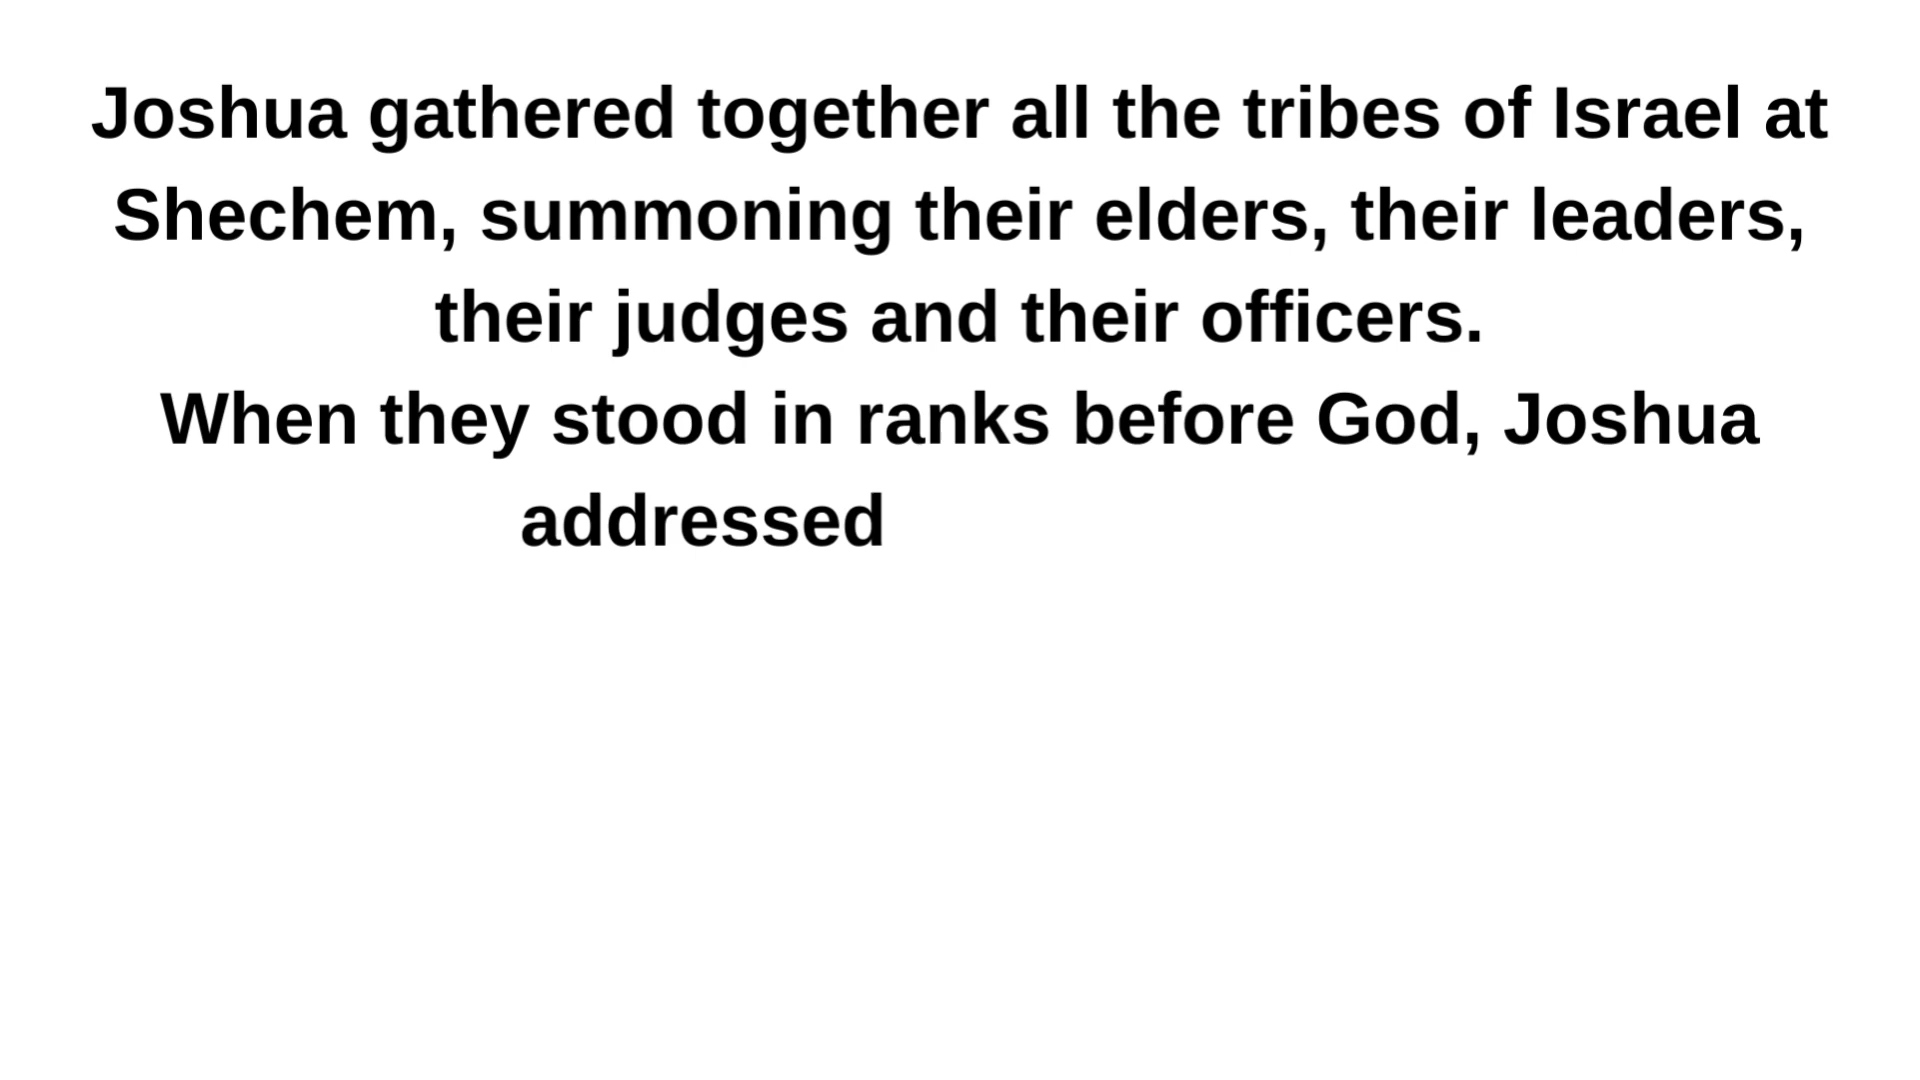 Joshua gathered together all the tribes of Israel at
Shechem, summoning their elders, their leaders,
their judges and their officers.
When they stood in ranks before God, Joshua
addressed